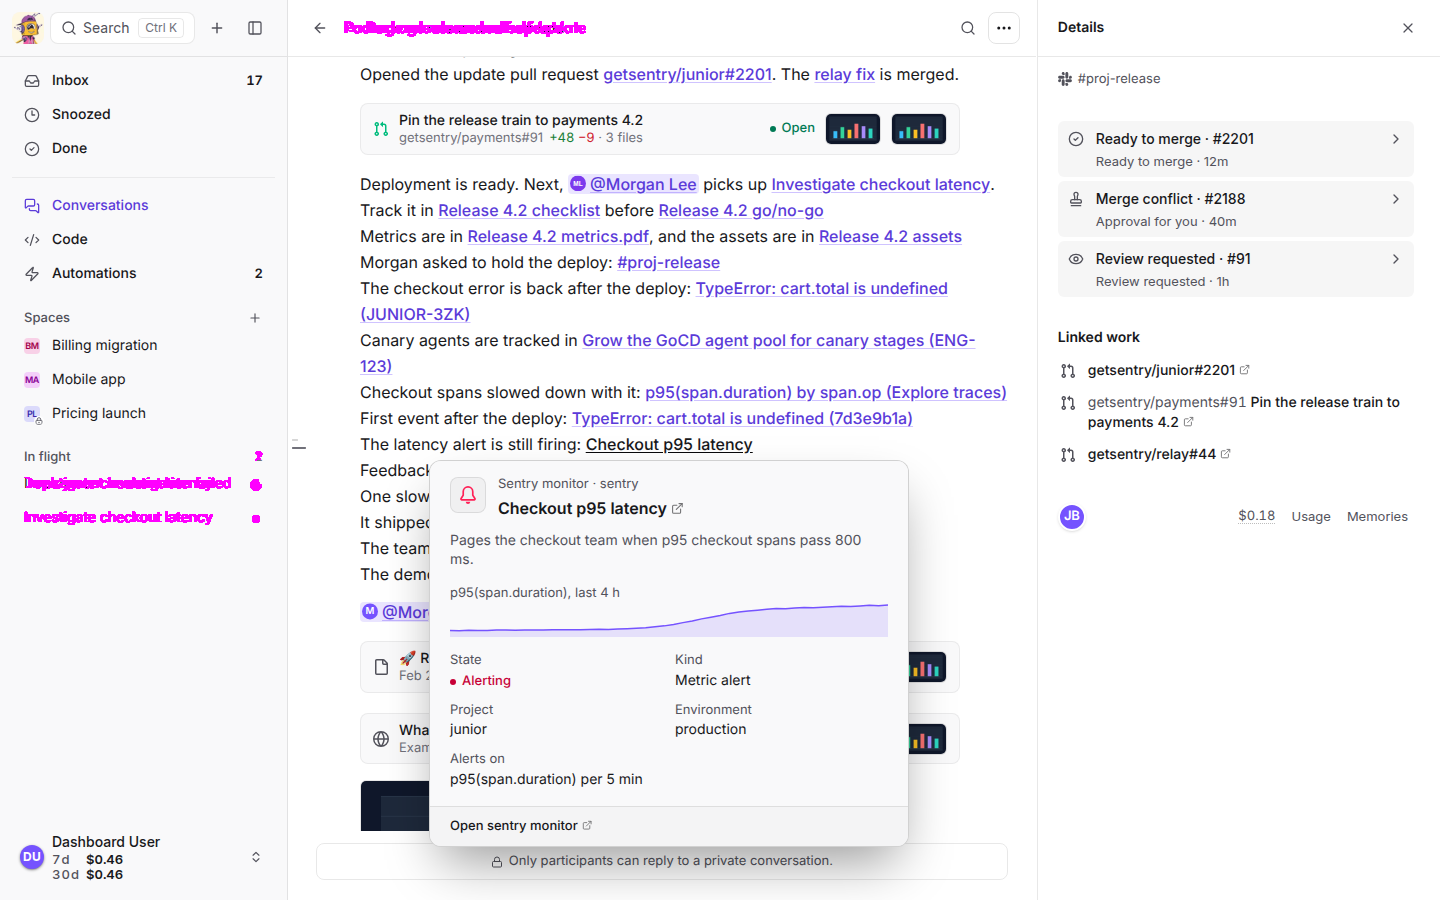 Search Ctrl K
Inbox 17
Snoozed
Done
Conversations
Code
Automations 2
Spaces
BM Billing migration
MA Mobile app
PL Pricing launch
In flight
Investigate checkout latency
DU Dashboard User
7d $0.46
30d $0.46
Opened the update pull request getsentry/junior#2201. The relay fix is merged.
Pin the release train to payments 4.2
getsentry/payments#91 +48 −9 · 3 files
Open
Deployment is ready. Next, ML @Morgan Lee picks up Investigate checkout latency.
Track it in Release 4.2 checklist before Release 4.2 go/no-go
Metrics are in Release 4.2 metrics.pdf, and the assets are in Release 4.2 assets
Morgan asked to hold the deploy: #proj-release
The checkout error is back after the deploy: TypeError: cart.total is undefined
(JUNIOR-3ZK)
Canary agents are tracked in Grow the GoCD agent pool for canary stages (ENG-
123)
Checkout spans slowed down with it: p95(span.duration) by span.op (Explore traces)
First event after the deploy: TypeError: cart.total is undefined (7d3e9b1a)
The latency alert is still firing: Checkout p95 latency
Feedback
One slow
It shipped
The team
The demo
M @Mor
🚀 R
Feb 2
Wha
Exam
Sentry monitor · sentry
Checkout p95 latency
Pages the checkout team when p95 checkout spans pass 800
ms.
p95(span.duration), last 4 h
State
Alerting
Kind
Metric alert
Project
junior
Environment
production
Alerts on
p95(span.duration) per 5 min
Open sentry monitor
Only participants can reply to a private conversation.
Details
#proj-release
Ready to merge · #2201
Ready to merge · 12m
Merge conflict · #2188
Approval for you · 40m
Review requested · #91
Review requested · 1h
Linked work
getsentry/junior#2201
getsentry/payments#91 Pin the release train to
payments 4.2
getsentry/relay#44
JB $0.18 Usage Memories